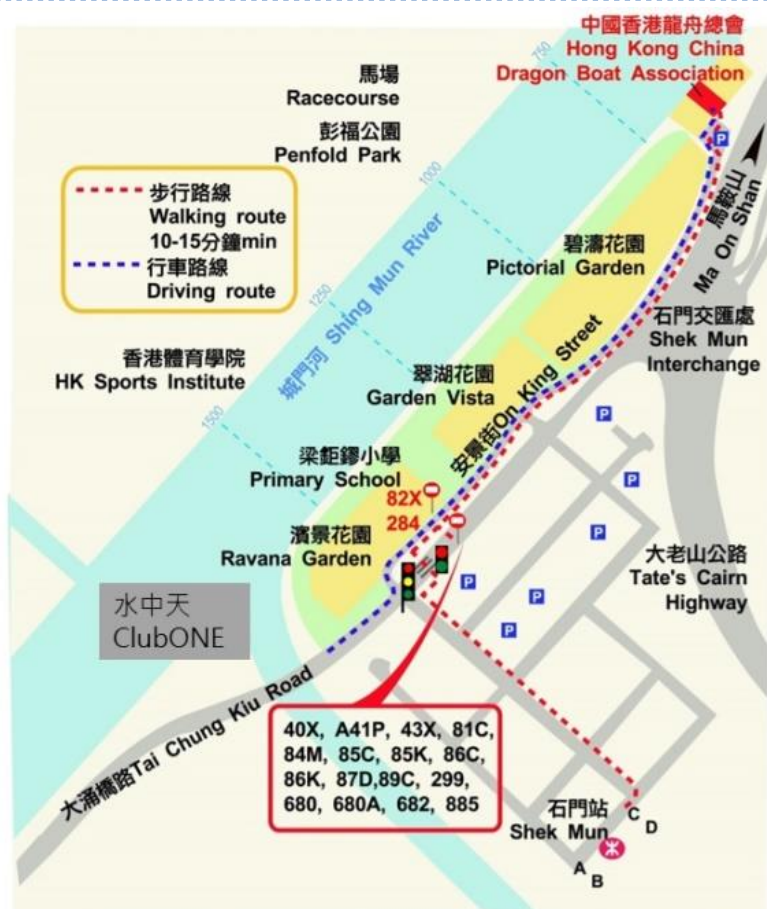 中國香港龍舟總會
Hong Kong China
Dragon Boat Association
750
馬場
Racecourse
彭福公園
Penfold Park
P
步行路線
Walking route
10-15分鐘min
行車路線
Driving route
1000
馬鞍山
Ma On Shan
碧濤花園
Pictorial Garden
城門河 Shing Mun River
1250
石門交匯處
Shek Mun
Interchange
香港體育學院
HK Sports Institute
翠湖花園
Garden Vista
安景街On King Street
1500
P
梁鉅鏐小學
Primary School
82X
284
P
濱景花園
Ravana Garden
P
大老山公路
Tate's Cairn
Highway
P
P
P
水中天
ClubONE
大涌橋路Tai Chung Kiu Road
40X, A41P, 43X, 81C,
84M, 85C, 85K, 86C,
86K, 87D,89C, 299,
680, 680A, 682, 885
石門站
Shek Mun
C
D
A
B